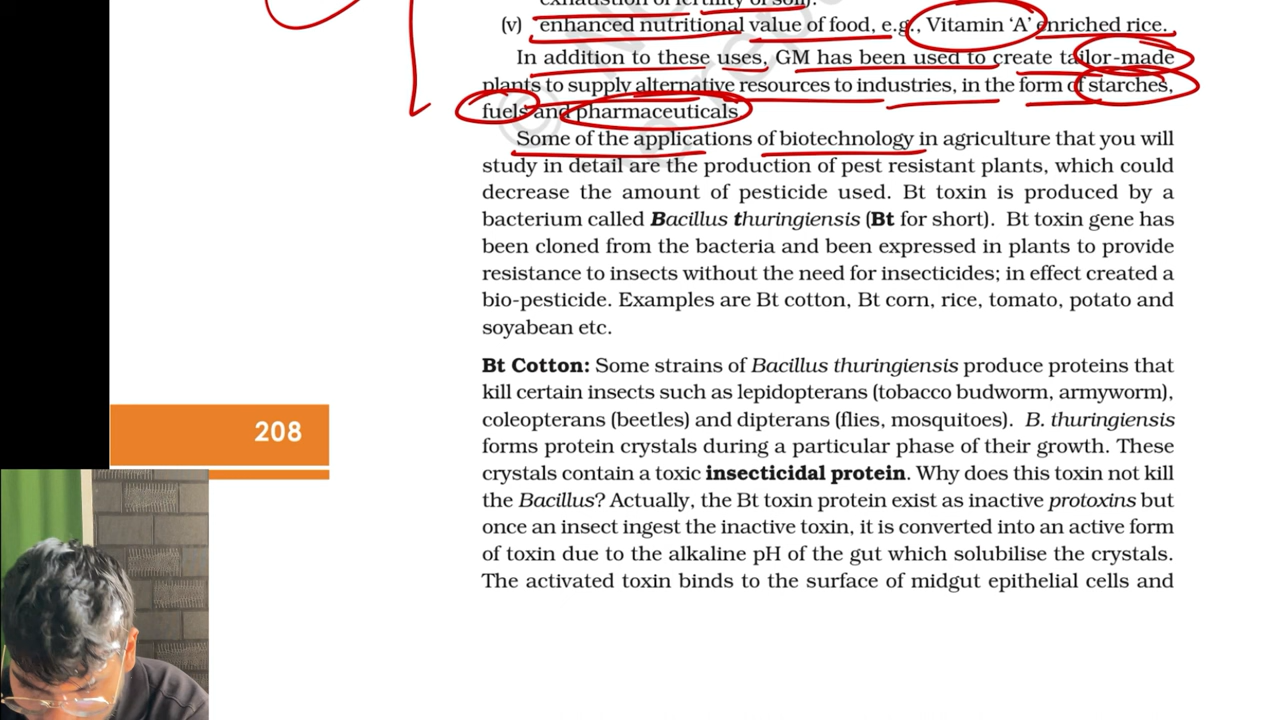 exhaustion of fertility of soil).
(v) enhanced nutritional value of food, e.g., Vitamin ‘A’ enriched rice.
In addition to these uses, GM has been used to create tailor-made
plants to supply alternative resources to industries, in the form of starches,
fuels and pharmaceuticals
Some of the applications of biotechnology in agriculture that you will
study in detail are the production of pest resistant plants, which could
decrease the amount of pesticide used. Bt toxin is produced by a
bacterium called Bacillus thuringiensis (Bt for short). Bt toxin gene has
been cloned from the bacteria and been expressed in plants to provide
resistance to insects without the need for insecticides; in effect created a
bio-pesticide. Examples are Bt cotton, Bt corn, rice, tomato, potato and
soyabean etc.
Bt Cotton: Some strains of Bacillus thuringiensis produce proteins that
kill certain insects such as lepidopterans (tobacco budworm, armyworm),
coleopterans (beetles) and dipterans (flies, mosquitoes). B. thuringiensis
forms protein crystals during a particular phase of their growth. These
crystals contain a toxic insecticidal protein. Why does this toxin not kill
the Bacillus? Actually, the Bt toxin protein exist as inactive protoxins but
once an insect ingest the inactive toxin, it is converted into an active form
of toxin due to the alkaline pH of the gut which solubilise the crystals.
The activated toxin binds to the surface of midgut epithelial cells and
208